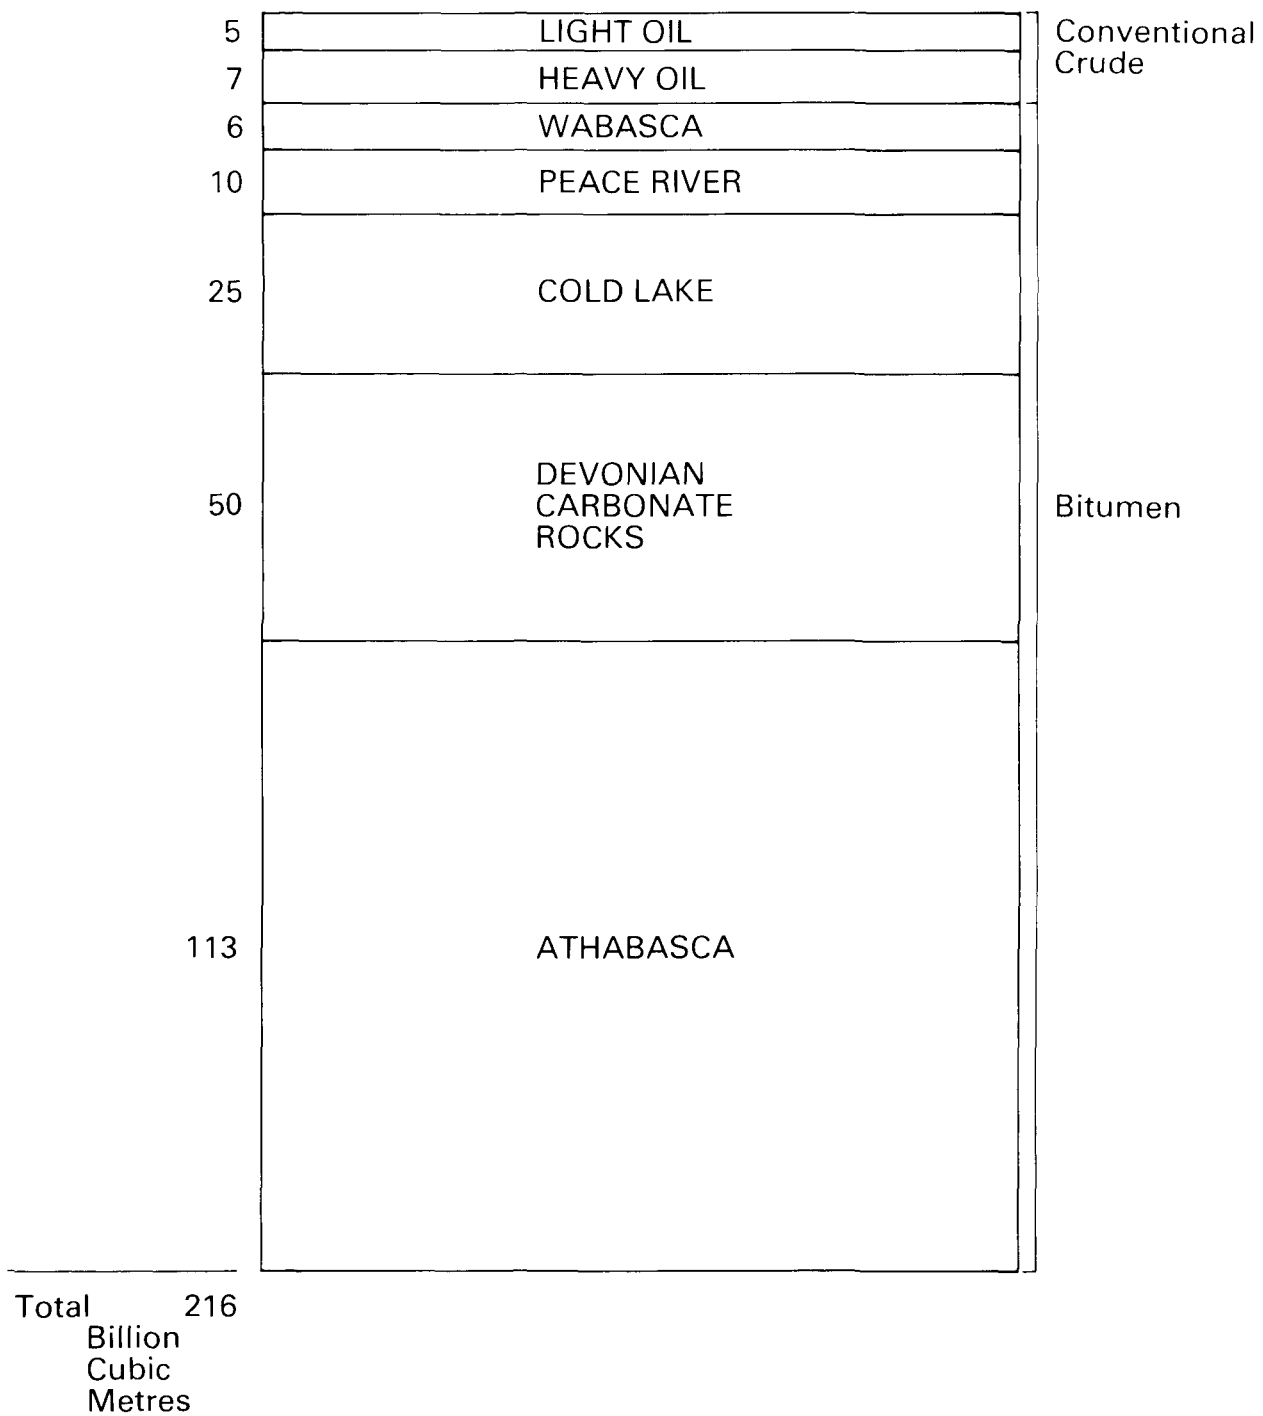 5 LIGHT OIL Conventional
Crude
7 HEAVY OIL
6 WABASCA
10 PEACE RIVER
25 COLD LAKE
DEVONIAN
50 CARBONATE Bitumen
ROCKS
113 ATHABASCA
Total 216
Billion
Cubic
Metres